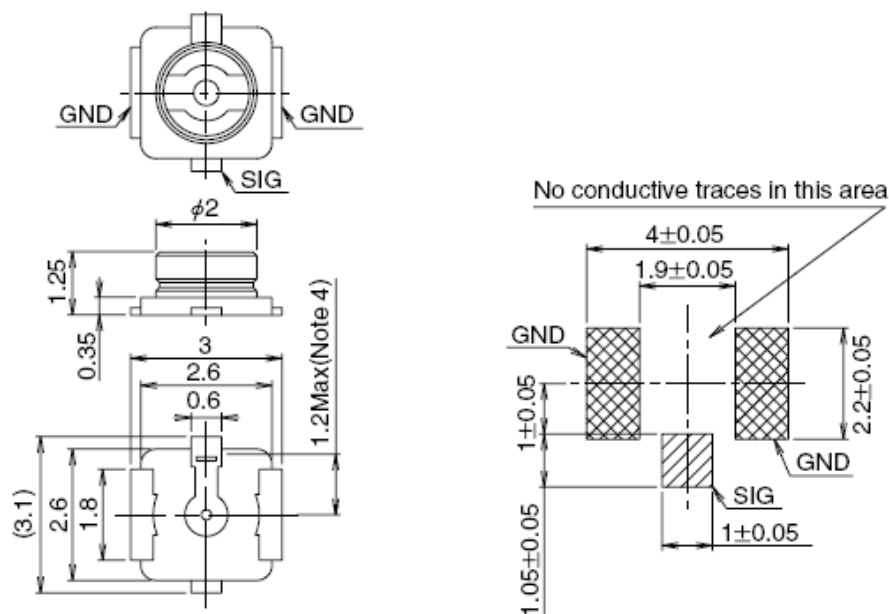 GND
GND
SIG
ϕ2
1.25
0.35
3
2.6
0.6
1.2Max(Note 4)
(3.1)
2.6
1.8
No conductive traces in this area
4±0.05
1.9±0.05
GND
1±0.05
2.2±0.05
GND
SIG
1.05±0.05
1±0.05